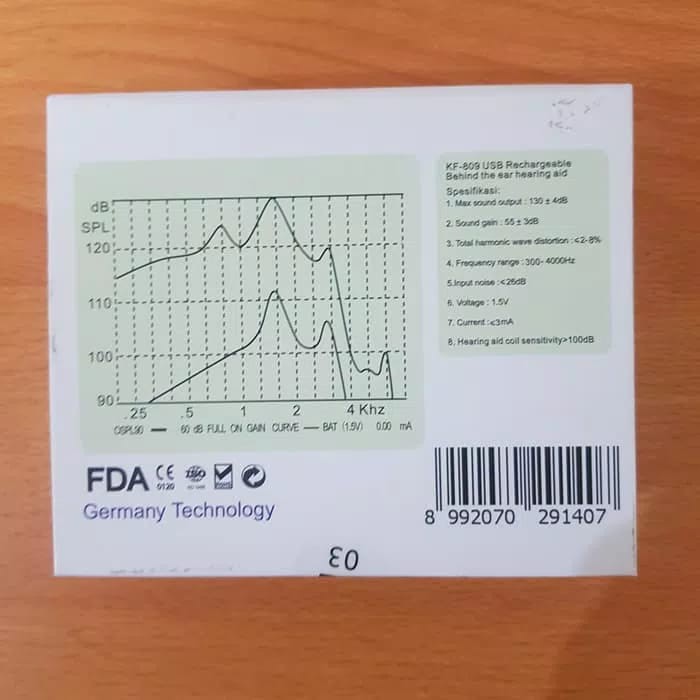 dB
SPL
120
110
100
90
.25 .5 1 2 4 Khz
OSPL90 — 60 dB FULL ON GAIN CURVE — BAT (1.5V) 0.00 mA
KF-809 USB Rechargeable
Behind the ear hearing aid
Spesifikasi:
1. Max sound output : 130 ± 4dB
2. Sound gain : 55 ± 3dB
3. Total harmonic wave distortion : <2-8%
4. Frequency range : 300- 4000Hz
5.Input noise : <26dB
6. Voltage : 1.5V
7. Current : <3mA
8. Hearing aid coil sensitivity>100dB
FDA CE 0120 ISO
Germany Technology
8 992070 291407
03